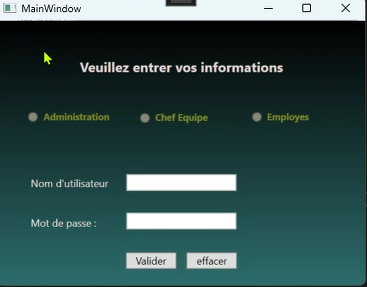 MainWindow
Veuillez entrer vos informations
Administration Chef Equipe Employes
Nom d'utilisateur
Mot de passe :
Valider effacer